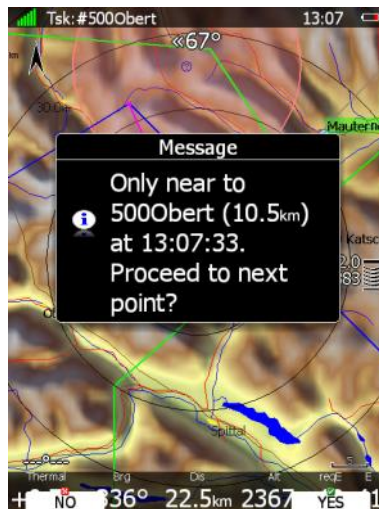 Tsk:#500Obert 13:07
«67°
Mautern
Message
Only near to
500Obert (10.5km)
at 13:07:33.
Proceed to next
point?
Katsc
Spittal
Thermal Brg Dis Alt reqE E
NO 336° 22.5km 2367 YES